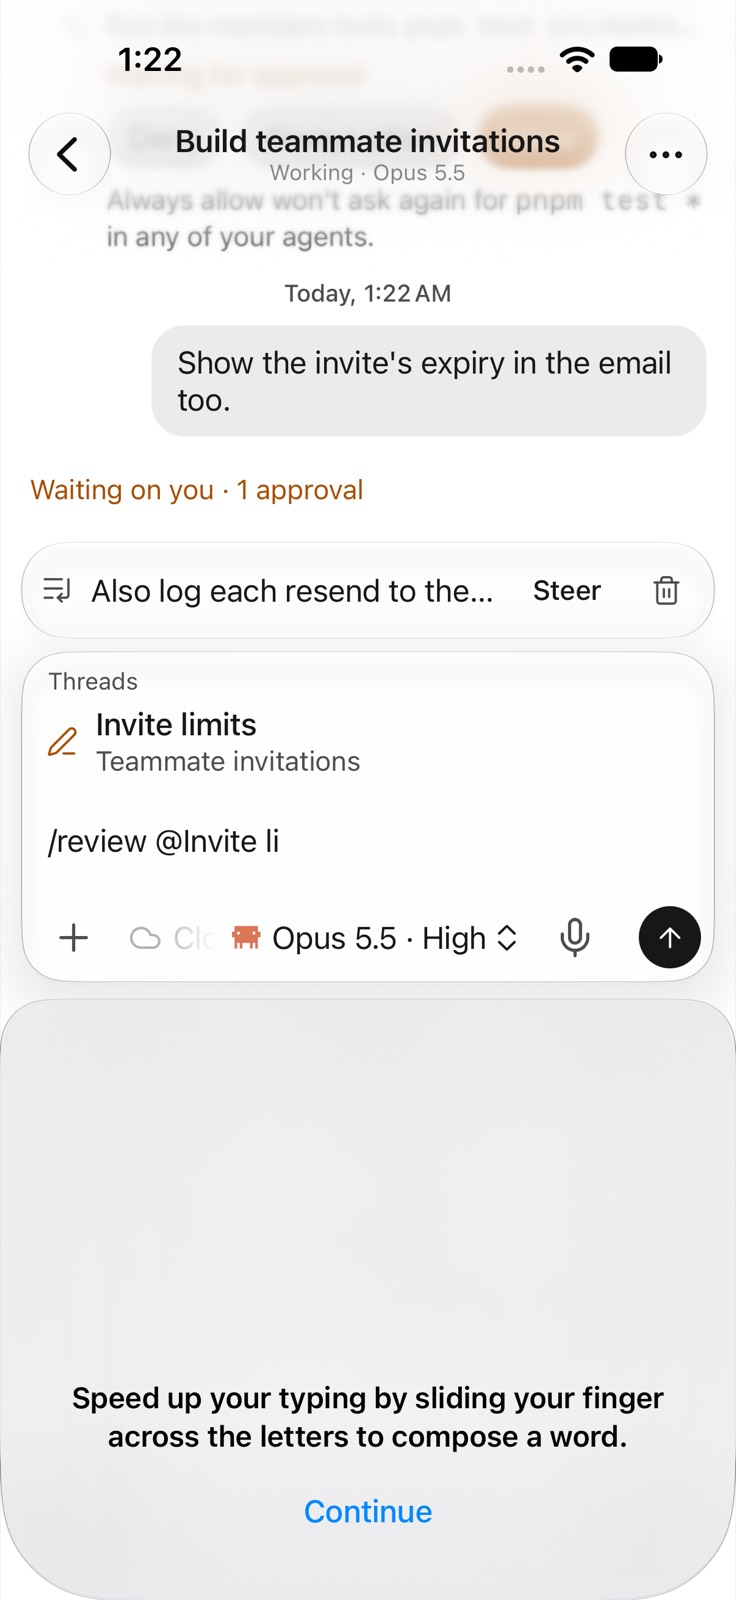 1:22
Build teammate invitations
Working · Opus 5.5
Always allow won't ask again for pnpm test *
in any of your agents.
Today, 1:22 AM
Show the invite's expiry in the email
too.
Waiting on you · 1 approval
Also log each resend to the...
Steer
Threads
Invite limits
Teammate invitations
/review @Invite li
Opus 5.5 · High
Speed up your typing by sliding your finger
across the letters to compose a word.
Continue